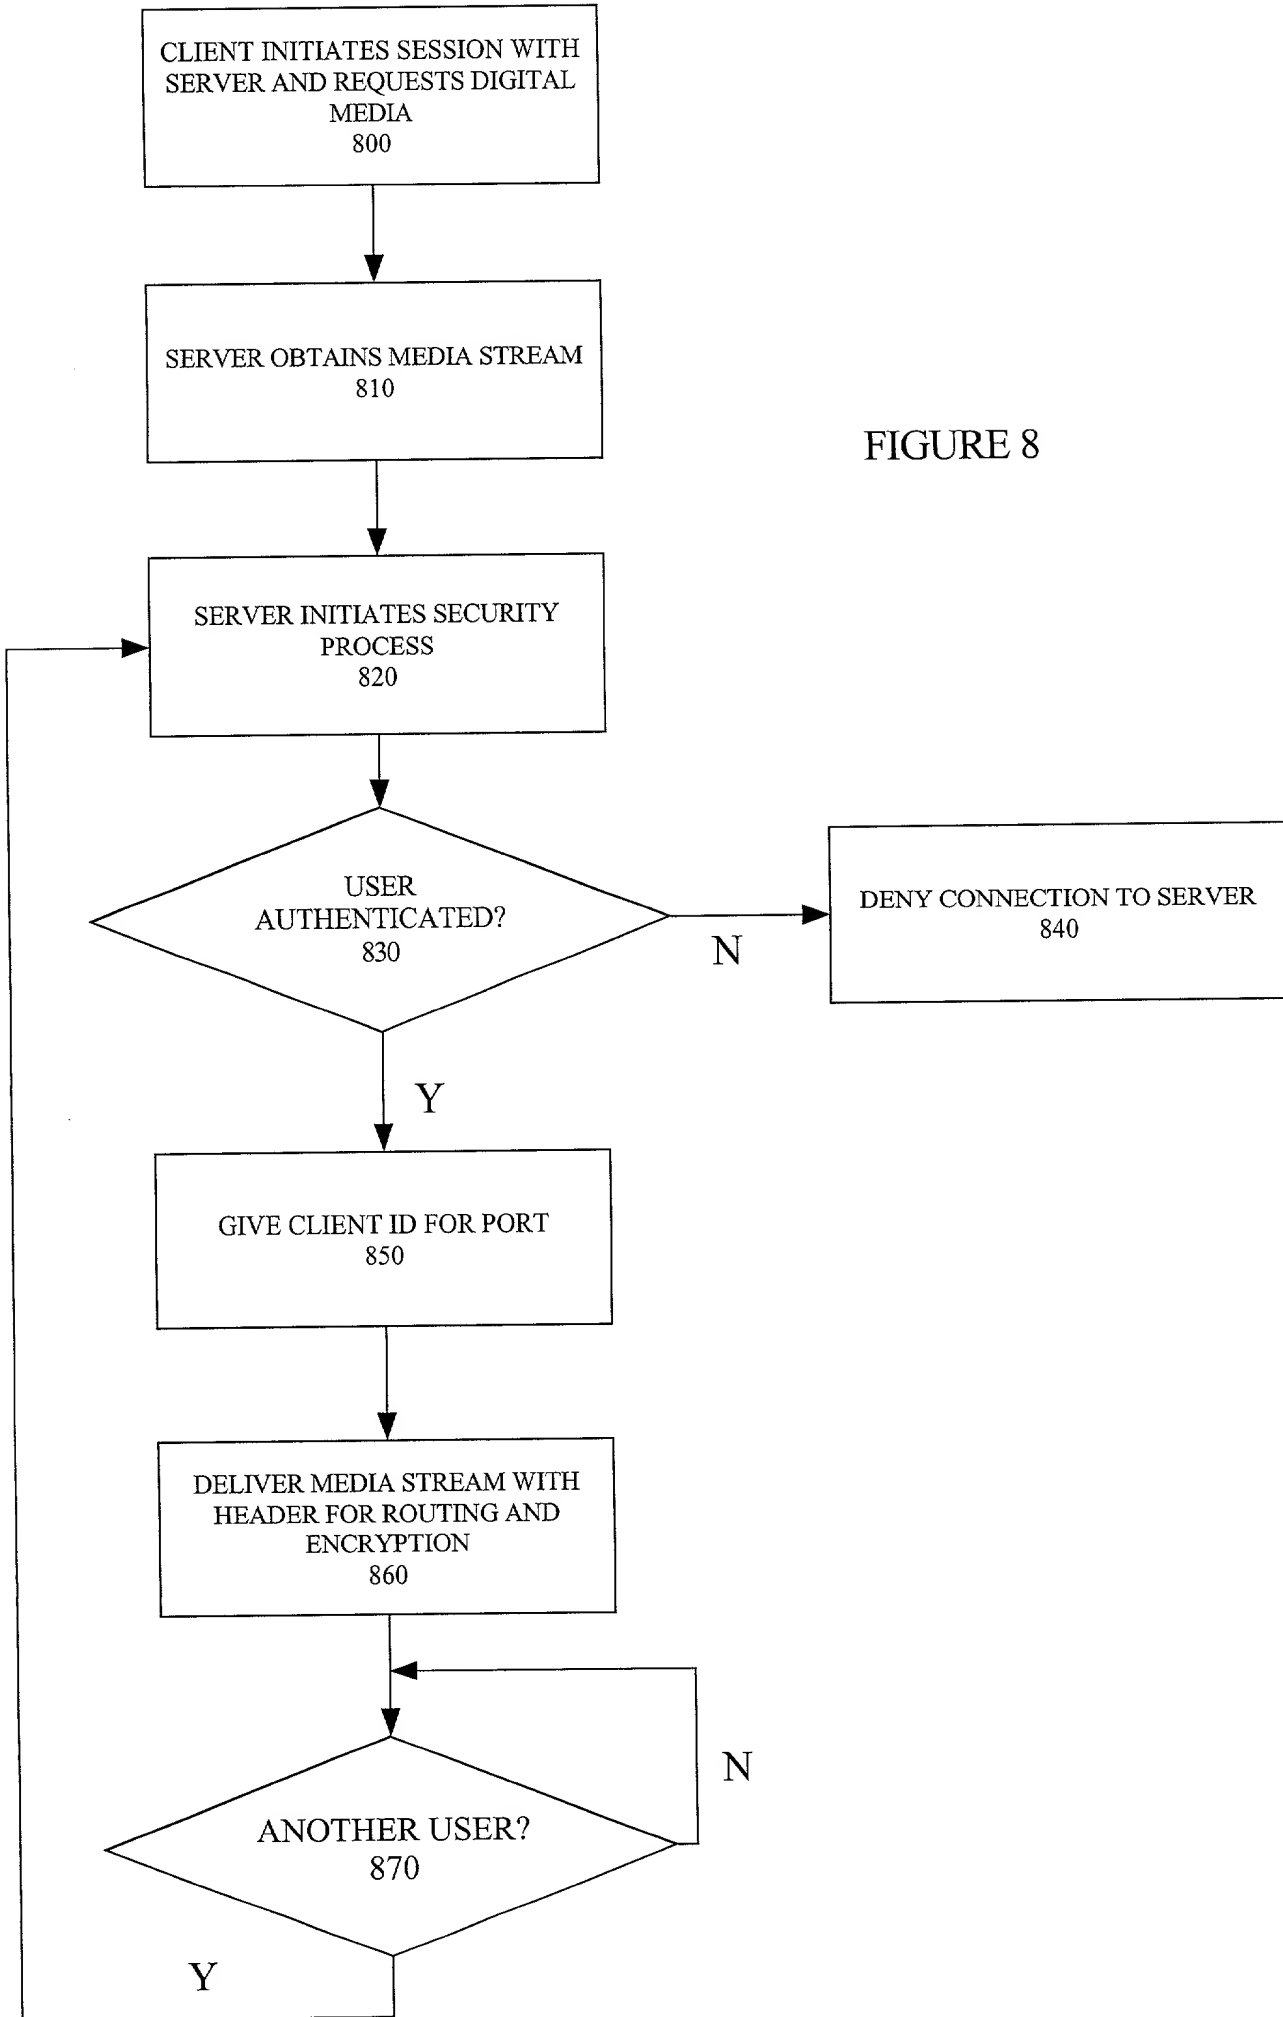 CLIENT INITIATES SESSION WITH
SERVER AND REQUESTS DIGITAL
MEDIA
800
SERVER OBTAINS MEDIA STREAM
810
FIGURE 8
SERVER INITIATES SECURITY
PROCESS
820
USER
AUTHENTICATED?
830
N
DENY CONNECTION TO SERVER
840
Y
GIVE CLIENT ID FOR PORT
850
DELIVER MEDIA STREAM WITH
HEADER FOR ROUTING AND
ENCRYPTION
860
N
ANOTHER USER?
870
Y